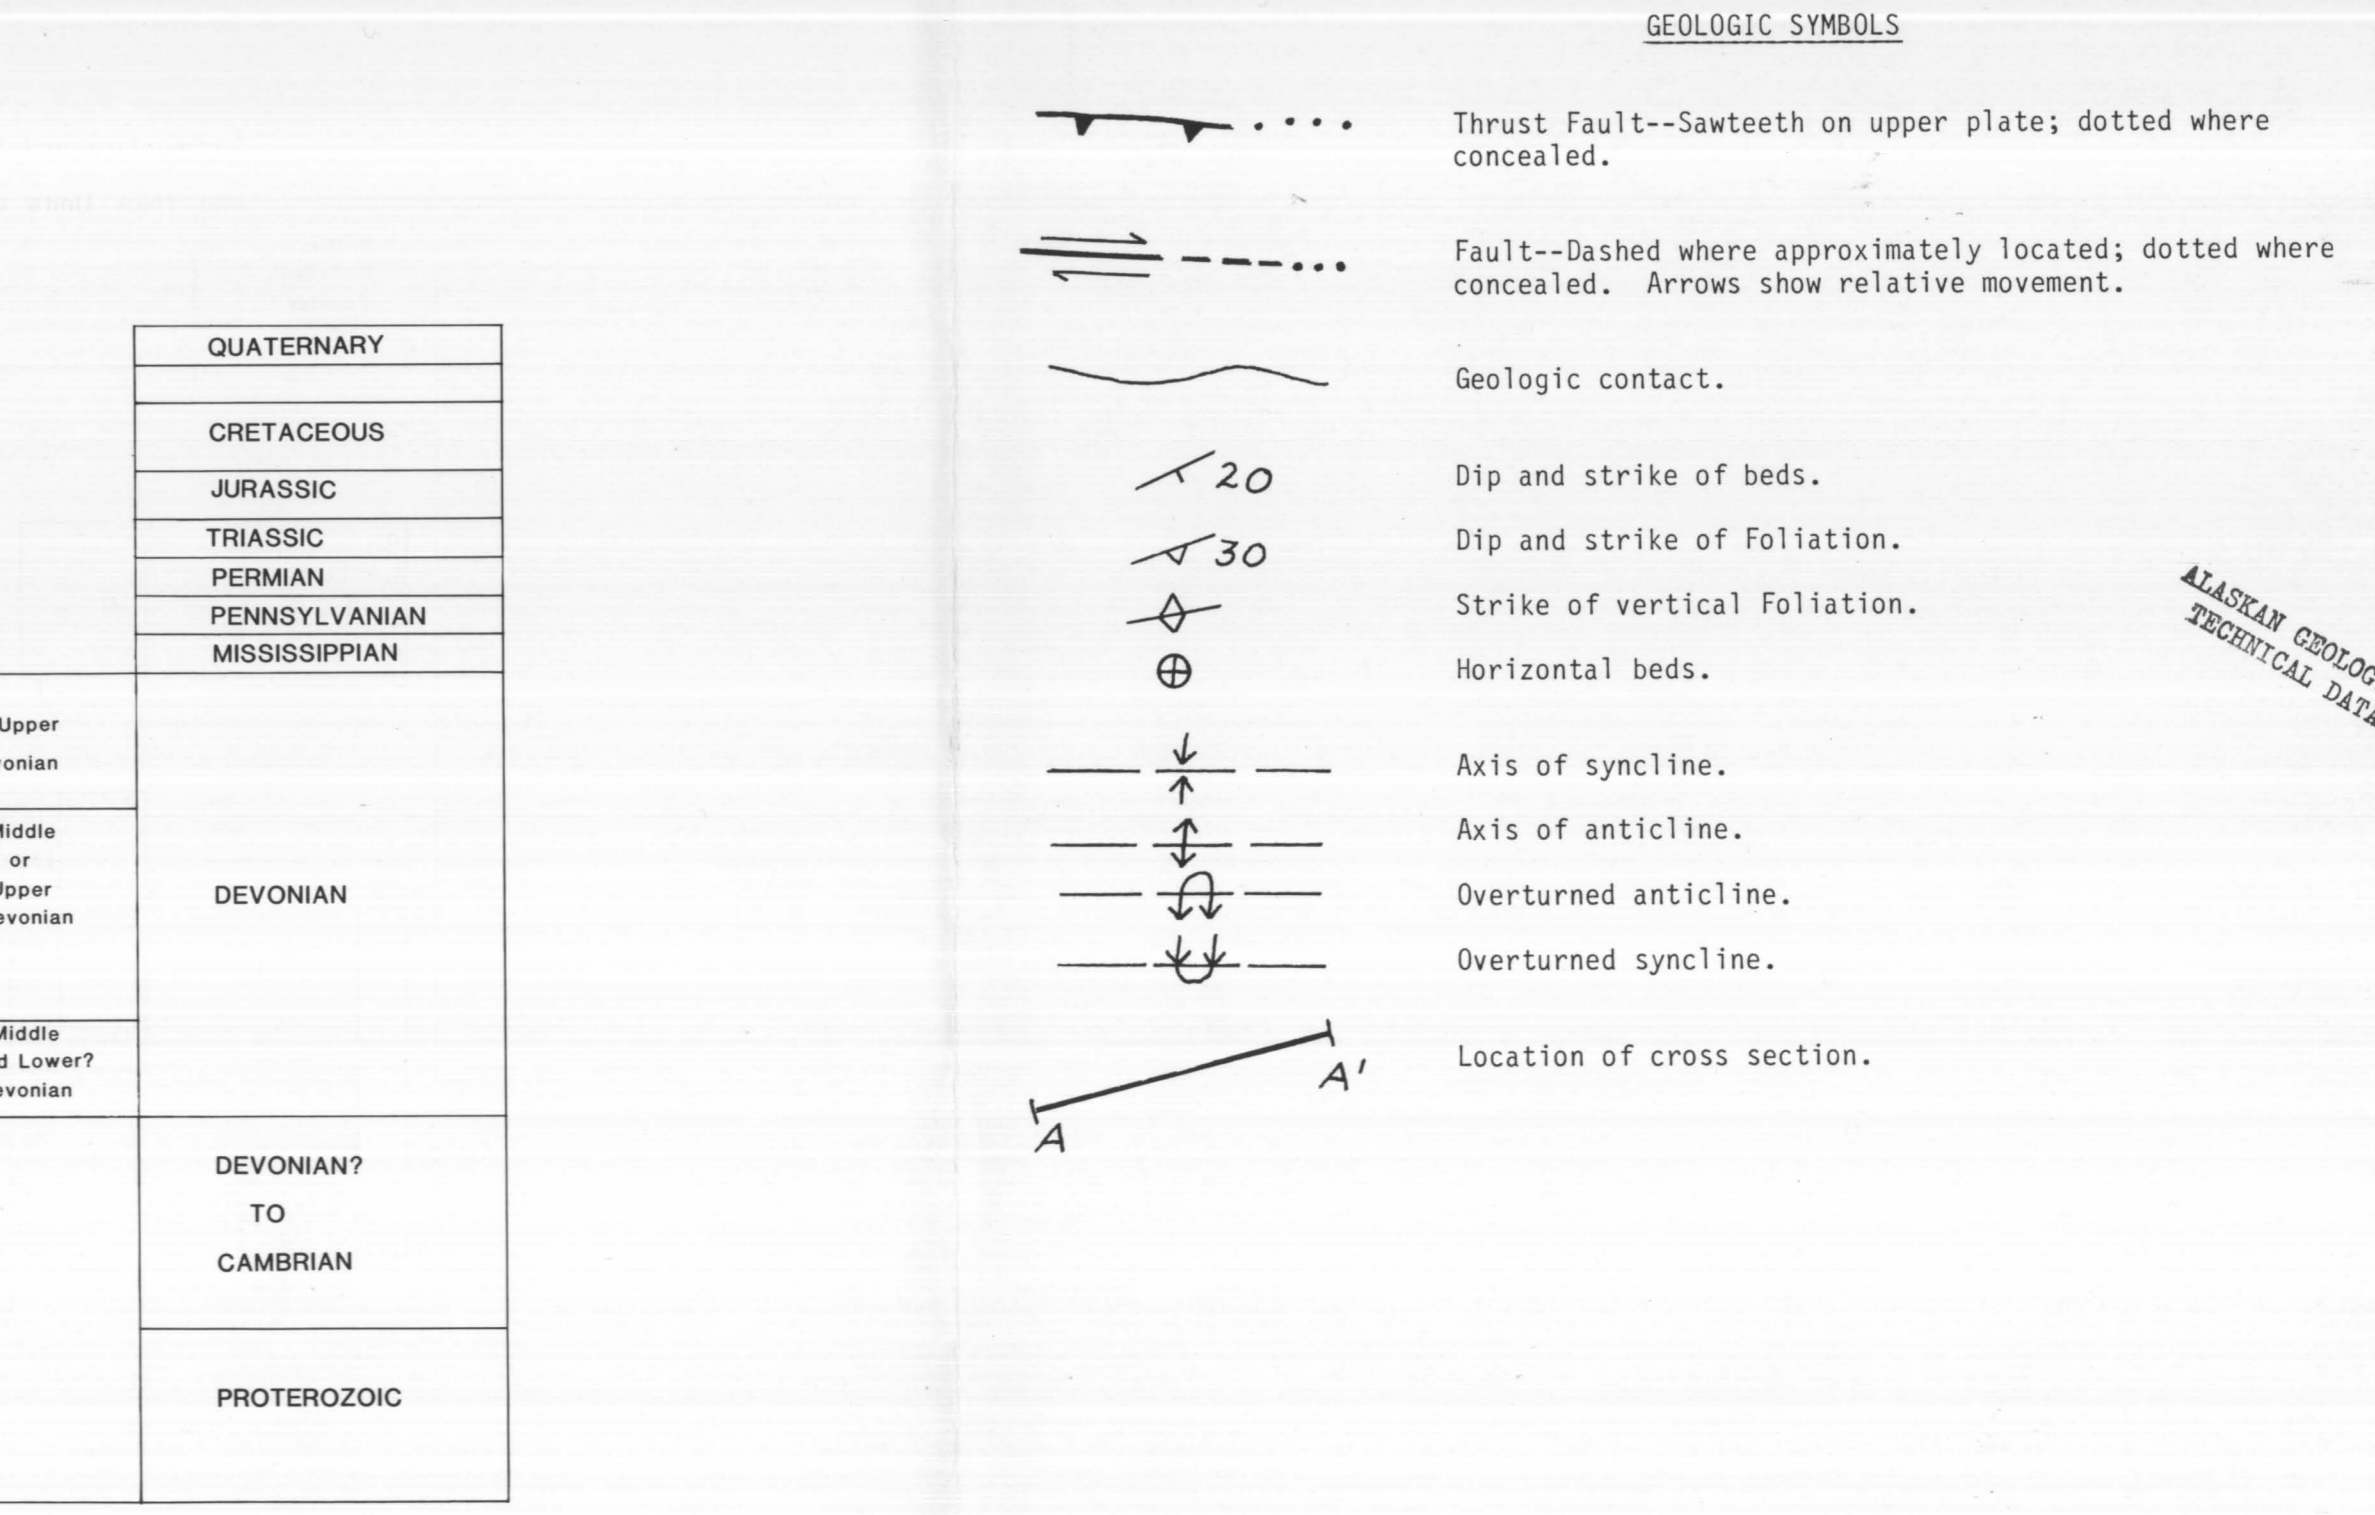 GEOLOGIC SYMBOLS
Thrust Fault--Sawteeth on upper plate; dotted where
concealed.
Fault--Dashed where approximately located; dotted where
concealed. Arrows show relative movement.
Geologic contact.
20
Dip and strike of beds.
30
Dip and strike of Foliation.
Strike of vertical Foliation.
Horizontal beds.
Axis of syncline.
Axis of anticline.
Overturned anticline.
Overturned syncline.
A
A'
Location of cross section.
QUATERNARY
CRETACEOUS
JURASSIC
TRIASSIC
PERMIAN
PENNSYLVANIAN
MISSISSIPPIAN
Upper
vonian
Middle
or
Upper
evonian
DEVONIAN
Middle
d Lower?
evonian
DEVONIAN?
TO
CAMBRIAN
PROTEROZOIC
ALASKAN GEOLOG
TECHNICAL DATA